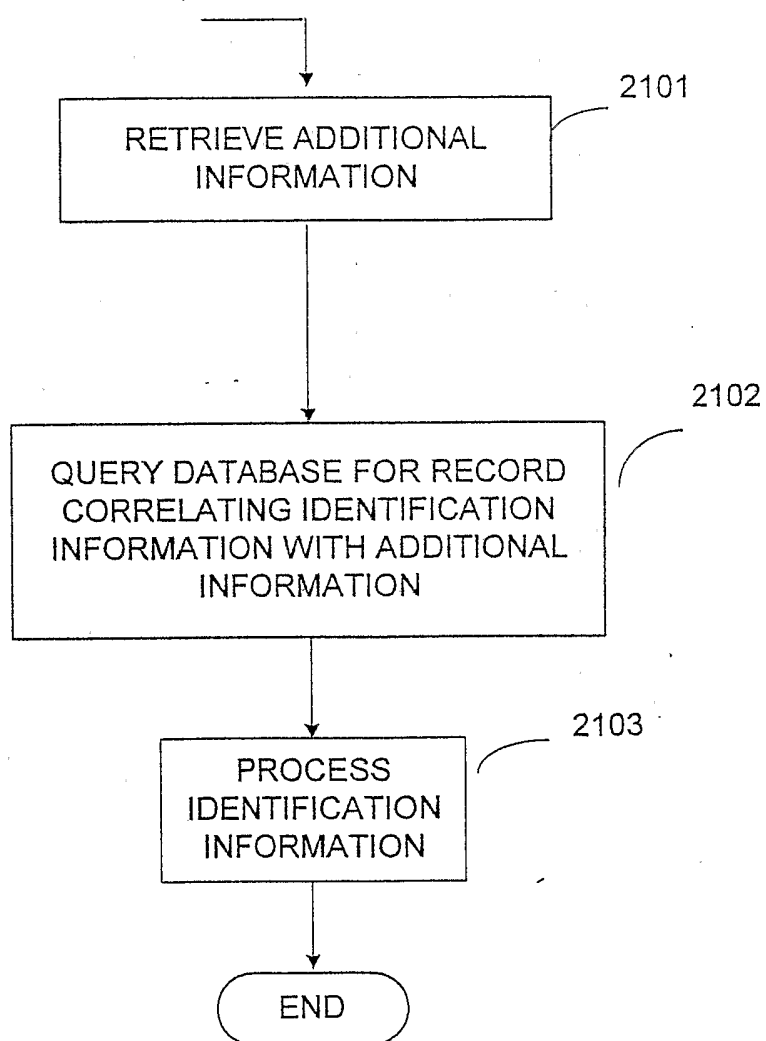 2101
RETRIEVE ADDITIONAL
INFORMATION
2102
QUERY DATABASE FOR RECORD
CORRELATING IDENTIFICATION
INFORMATION WITH ADDITIONAL
INFORMATION
2103
PROCESS
IDENTIFICATION
INFORMATION
END